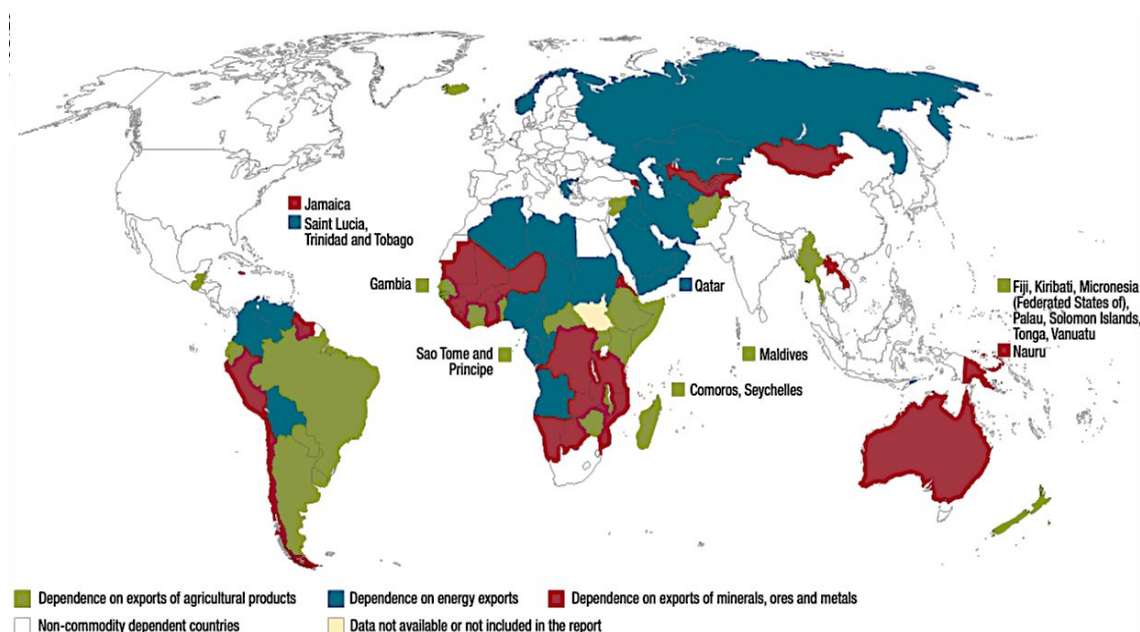 Jamaica
Saint Lucia,
Trinidad and Tobago
Gambia
Qatar
Fiji, Kiribati, Micronesia
(Federated States of),
Palau, Solomon Islands,
Tonga, Vanuatu
Nauru
Sao Tome and
Principe
Maldives
Comoros, Seychelles
Dependence on exports of agricultural products
Dependence on energy exports
Dependence on exports of minerals, ores and metals
Non-commodity dependent countries
Data not available or not included in the report